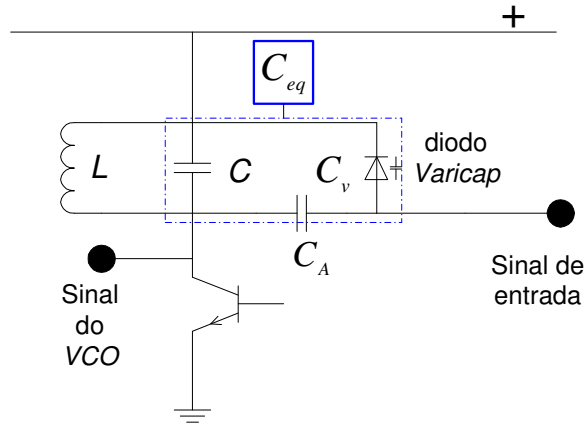 +
C_eq
L
C
C_v
diodo
Varicap
C_A
Sinal
do
VCO
Sinal de
entrada